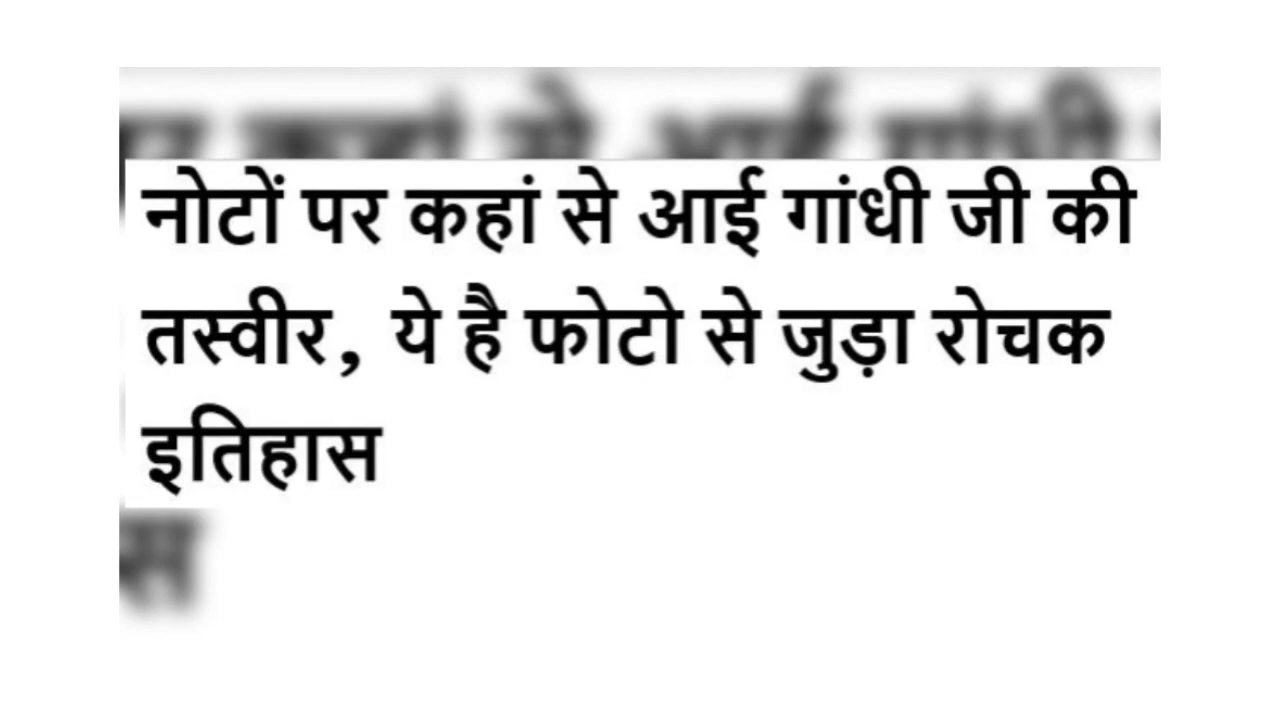 नोटों पर कहां से आई गांधी जी की
तस्वीर, ये है फोटो से जुड़ा रोचक
इतिहास